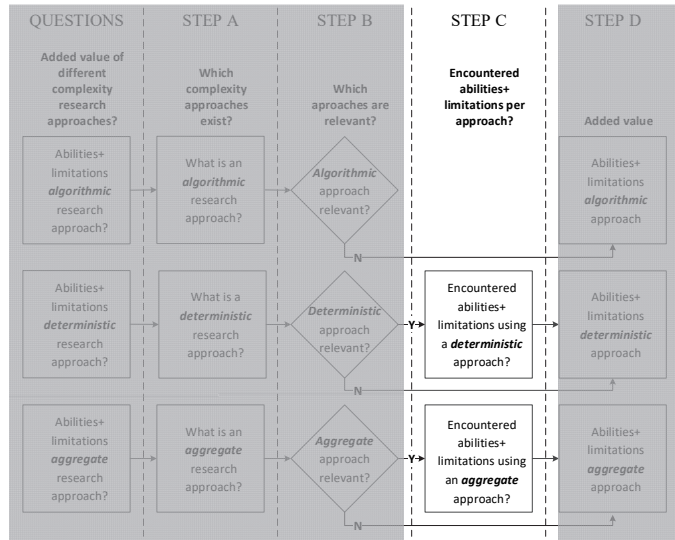 QUESTIONS
STEP A
STEP B
STEP C
STEP D
Added value of
different
complexity
research
approaches?
Which
complexity
approaches
exist?
Which
aproaches are
relevant?
Encountered
abilities+
limitations per
approach?
Added value
Abilities+
limitations
algorithmic
research
approach?
What is an
algorithmic
research
approach?
Algorithmic
approach
relevant?
N
Abilities+
limitations
algorithmic
approach
Abilities+
limitations
deterministic
research
approach?
What is a
deterministic
research
approach?
Deterministic
approach
relevant?
Y
N
Encountered
abilities+
limitations using
a deterministic
approach?
Abilities+
limitations
deterministic
approach
Abilities+
limitations
aggregate
research
approach?
What is an
aggregate
research
approach?
Aggregate
approach
relevant?
Y
N
Encountered
abilities+
limitations using
an aggregate
approach?
Abilities+
limitations
aggregate
approach